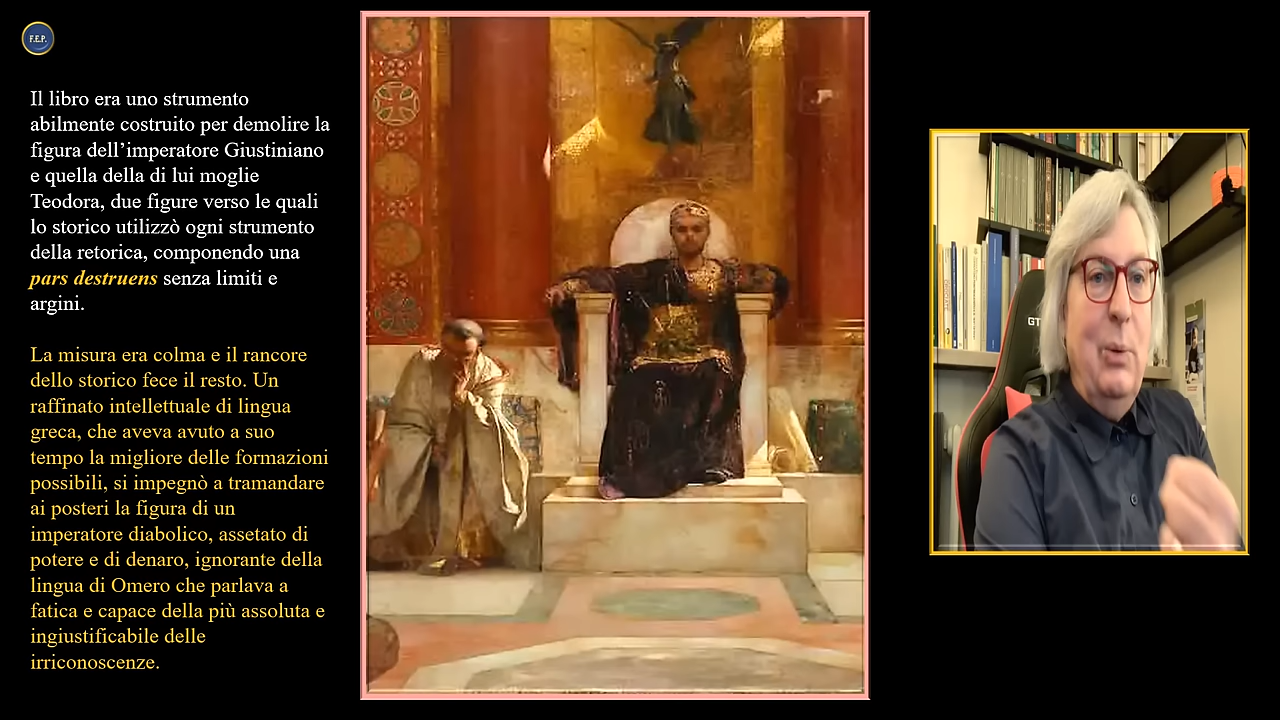 F.E.P.
Il libro era uno strumento
abilmente costruito per demolire la
figura dell’imperatore Giustiniano
e quella della di lui moglie
Teodora, due figure verso le quali
lo storico utilizzò ogni strumento
della retorica, componendo una
pars destruens senza limiti e
argini.
La misura era colma e il rancore
dello storico fece il resto. Un
raffinato intellettuale di lingua
greca, che aveva avuto a suo
tempo la migliore delle formazioni
possibili, si impegnò a tramandare
ai posteri la figura di un
imperatore diabolico, assetato di
potere e di denaro, ignorante della
lingua di Omero che parlava a
fatica e capace della più assoluta e
ingiustificabile delle
irriconoscenze.
GT